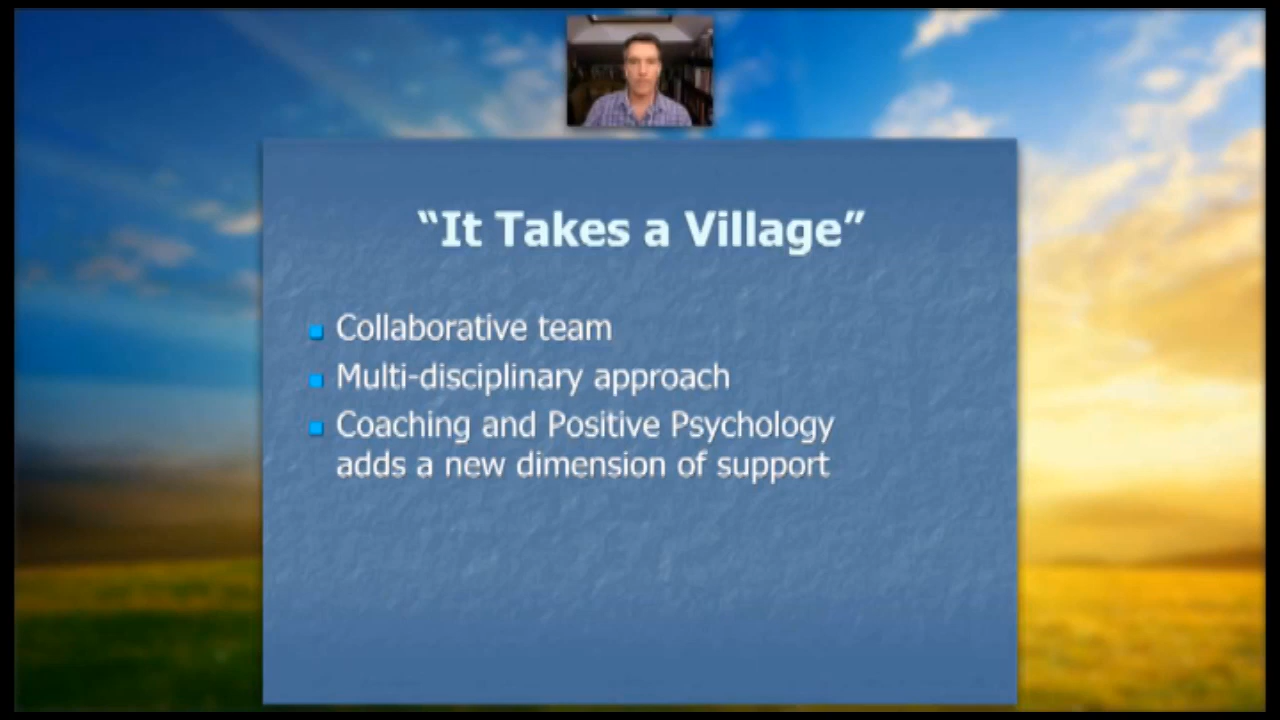 “It Takes a Village”
Collaborative team
Multi-disciplinary approach
Coaching and Positive Psychology
adds a new dimension of support